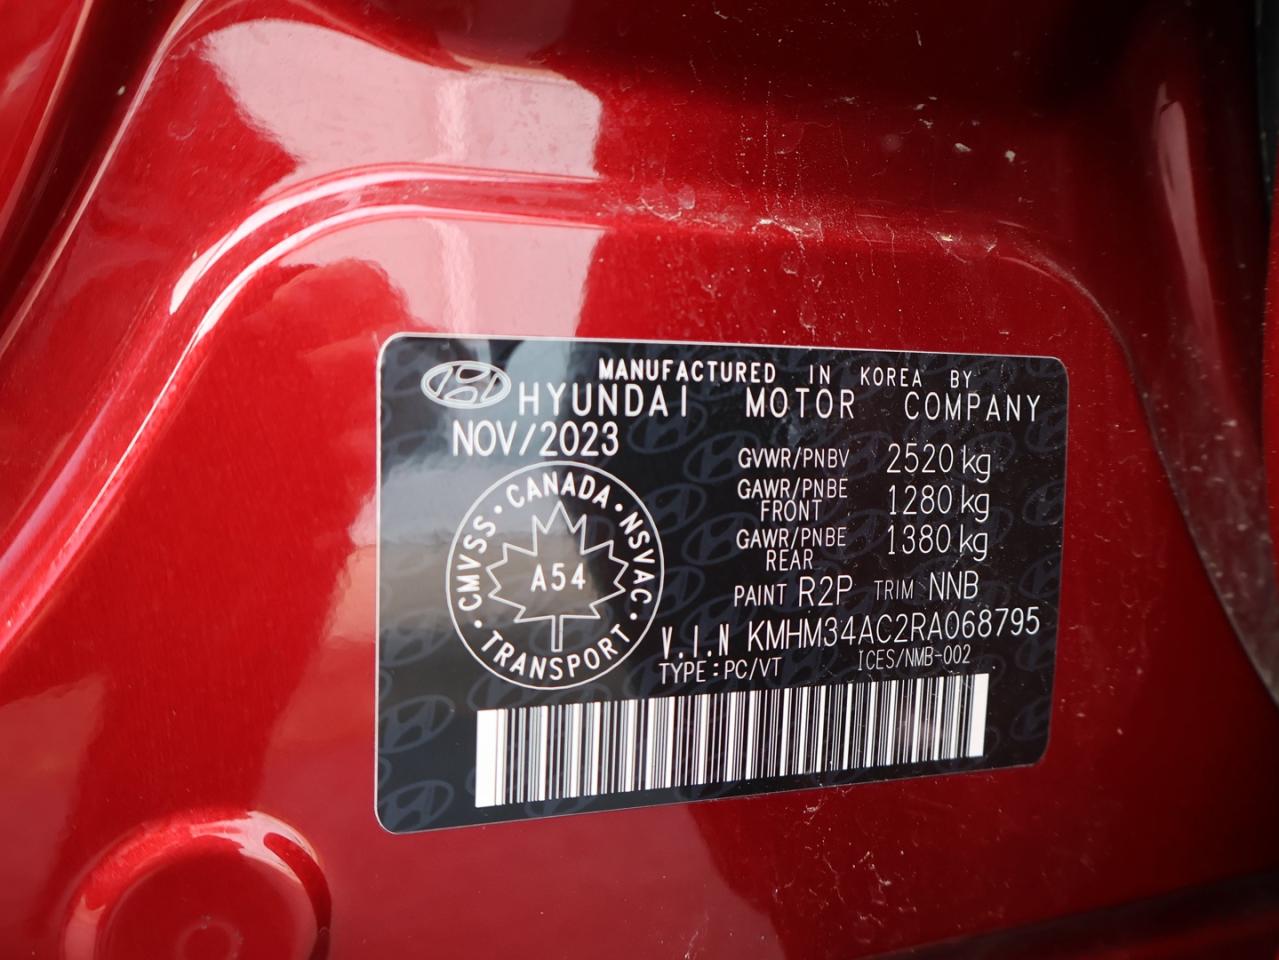 MANUFACTURED IN KOREA BY
HYUNDAI MOTOR COMPANY
NOV/2023
GVWR/PNBV 2520 kg
GAWR/PNBE FRONT 1280 kg
GAWR/PNBE REAR 1380 kg
CANADA · NSVAC · TRANSPORT · CMVSS ·
A54
PAINT R2P TRIM NNB
V.I.N KMHM34AC2RA068795
TYPE : PC/VT ICES/NMB-002